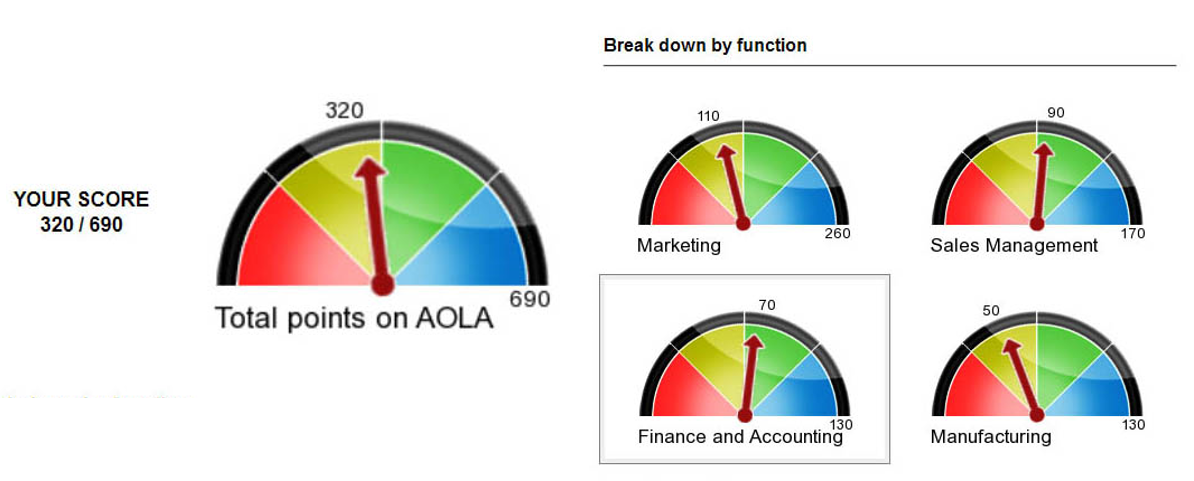 YOUR SCORE
320 / 690
320
690
Total points on AOLA
Break down by function
110
260
Marketing
90
170
Sales Management
70
130
Finance and Accounting
50
130
Manufacturing